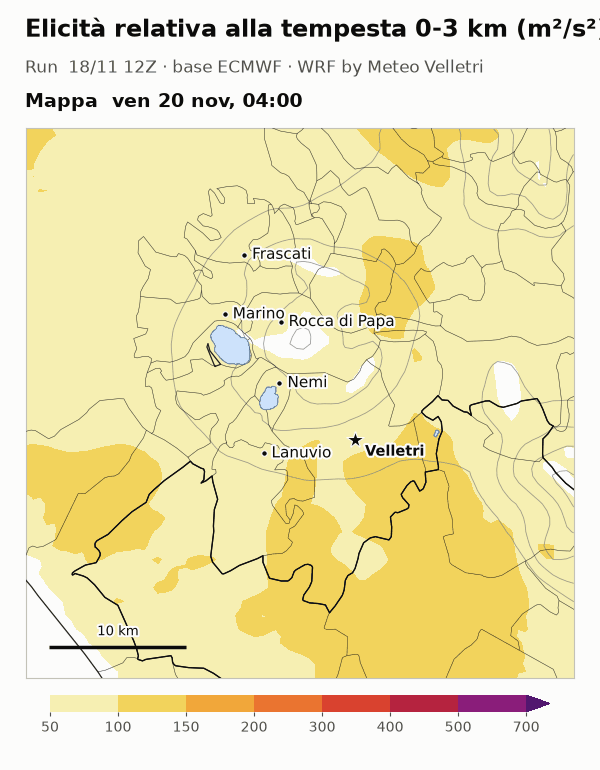 Elicità relativa alla tempesta 0-3 km (m²/s²)
Run 18/11 12Z · base ECMWF · WRF by Meteo Velletri
Mappa ven 20 nov, 04:00
Frascati
Marino
Rocca di Papa
Nemi
Velletri
Lanuvio
10 km
50 100 150 200 300 400 500 700